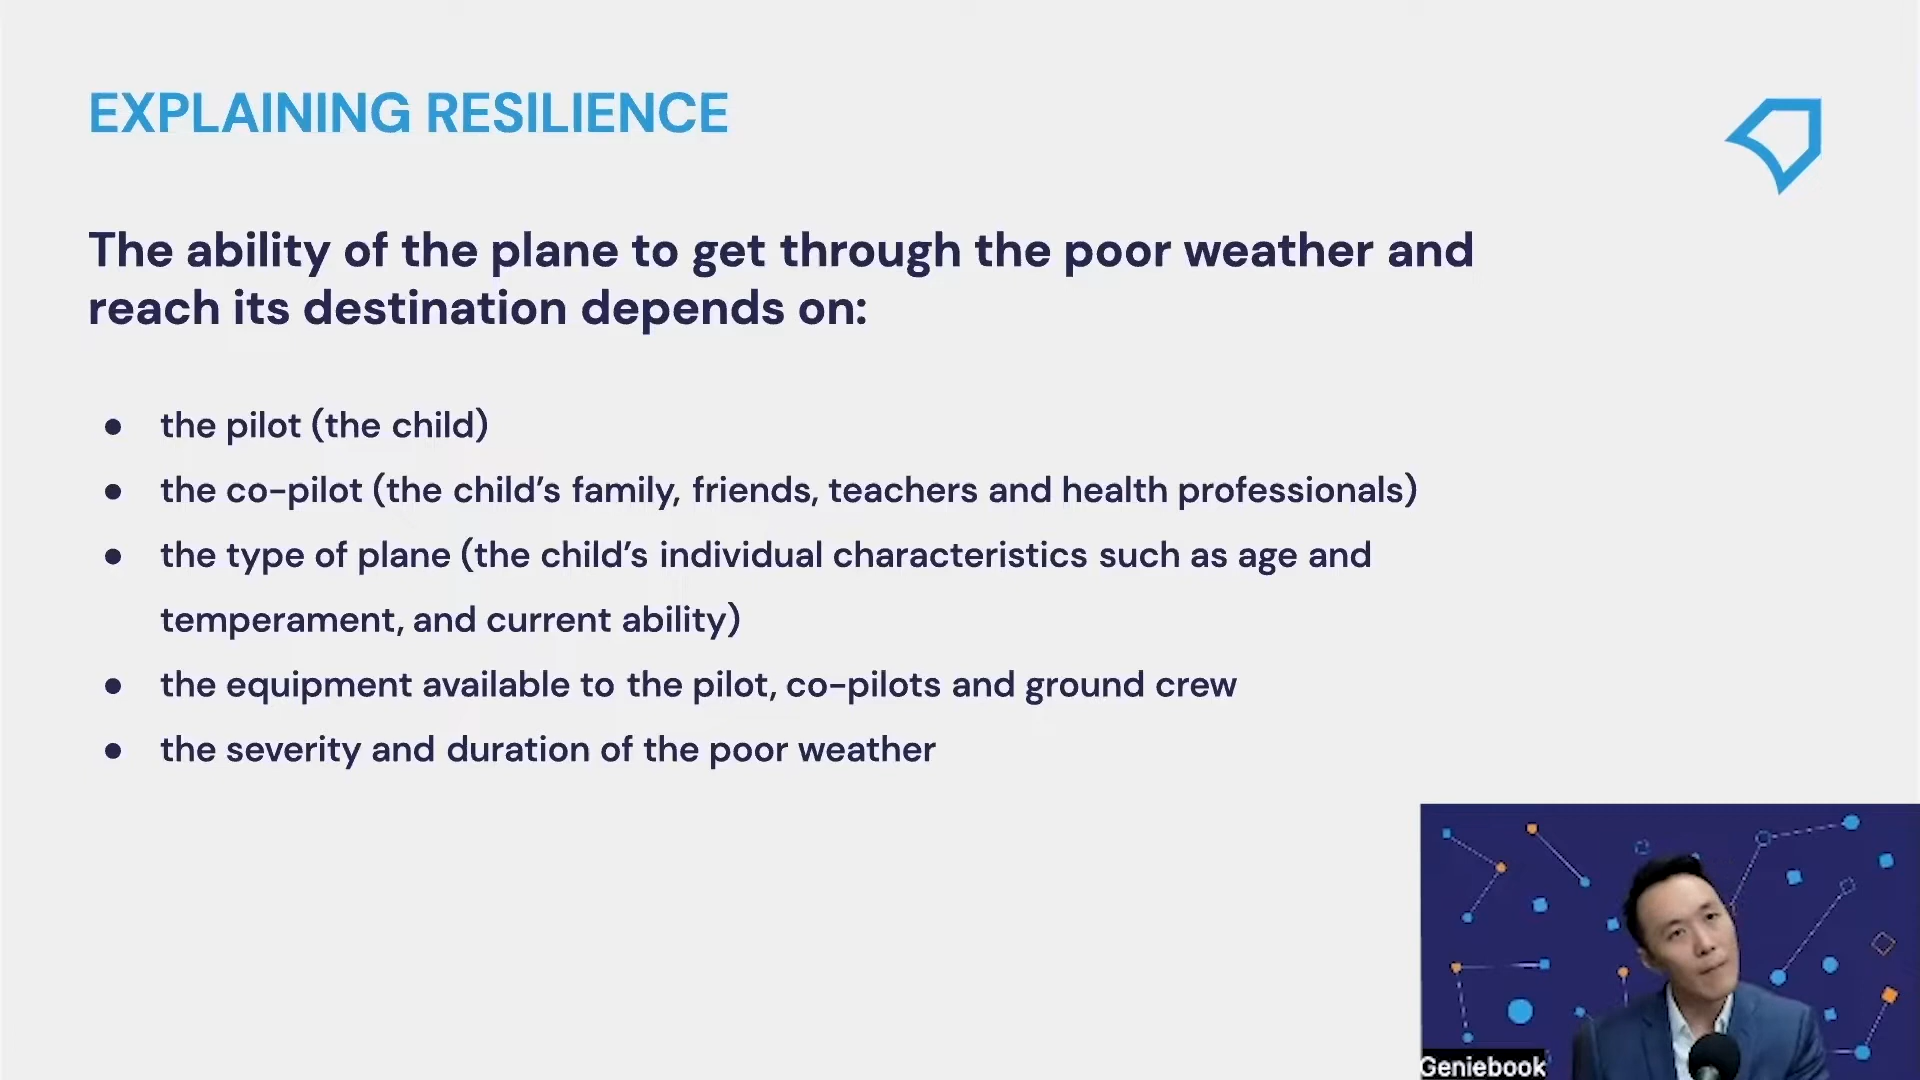 EXPLAINING RESILIENCE
The ability of the plane to get through the poor weather and
reach its destination depends on:
● the pilot (the child)
● the co-pilot (the child’s family, friends, teachers and health professionals)
● the type of plane (the child’s individual characteristics such as age and
temperament, and current ability)
● the equipment available to the pilot, co-pilots and ground crew
● the severity and duration of the poor weather
Geniebook